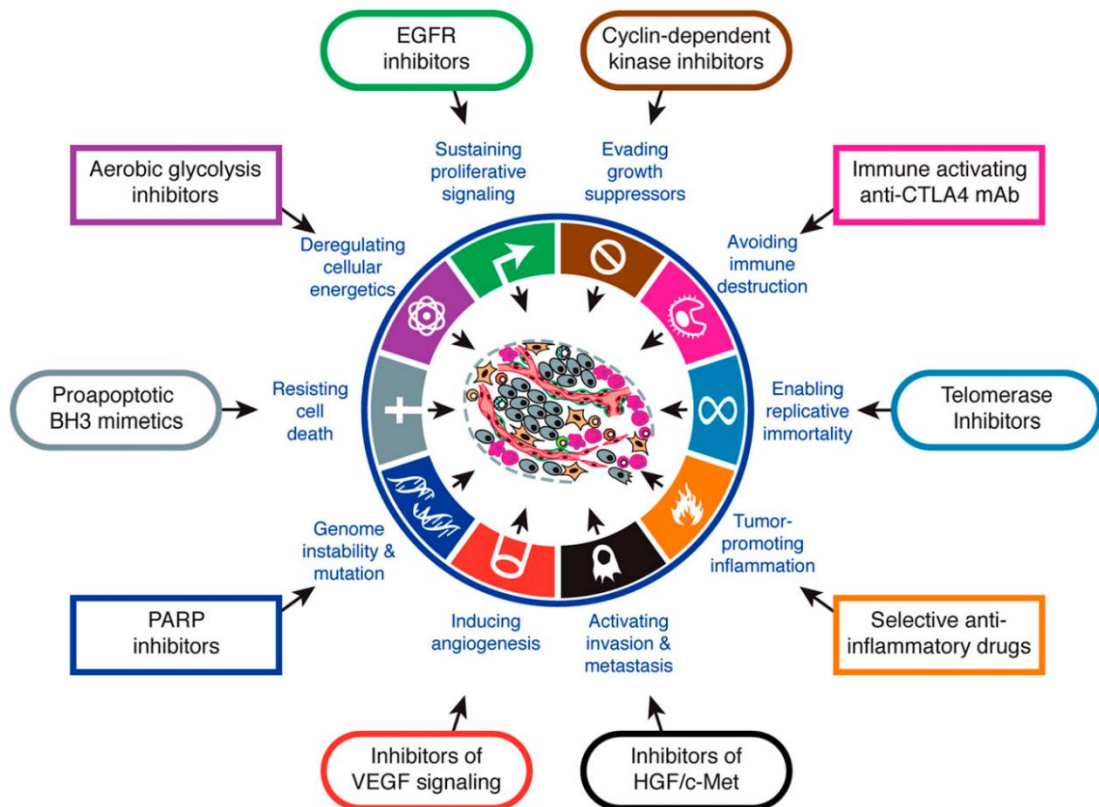 EGFR
inhibitors
Cyclin-dependent
kinase inhibitors
Sustaining
proliferative
signaling
Evading
growth
suppressors
Aerobic glycolysis
inhibitors
Immune activating
anti-CTLA4 mAb
Deregulating
cellular
energetics
Avoiding
immune
destruction
Proapoptotic
BH3 mimetics
Resisting
cell
death
Enabling
replicative
immortality
Telomerase
Inhibitors
Genome
instability &
mutation
Tumor-
promoting
inflammation
PARP
inhibitors
Inducing
angiogenesis
Activating
invasion &
metastasis
Selective anti-
inflammatory drugs
Inhibitors of
VEGF signaling
Inhibitors of
HGF/c-Met